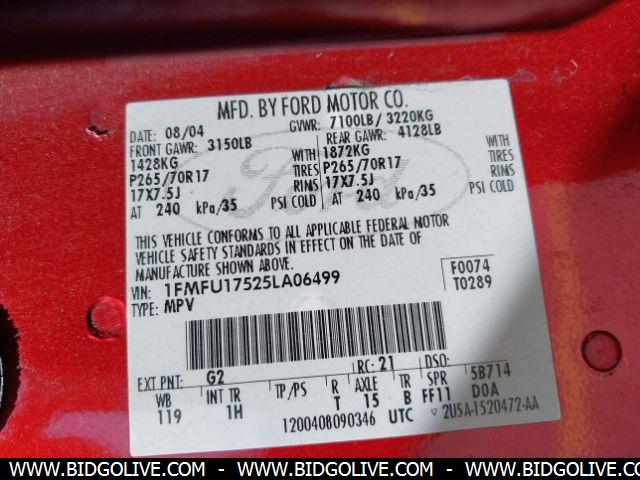 MFD. BY FORD MOTOR CO.
DATE: 08/04 GVWR: 7100LB/ 3220KG
FRONT GAWR: 3150LB REAR GAWR: 4128LB
1428KG WITH 1872KG WITH
P265/70R17 TIRES P265/70R17 TIRES
17X7.5J RIMS 17X7.5J RIMS
AT 240 kPa/35 PSI COLD AT 240 kPa/35 PSI COLD
Ford
THIS VEHICLE CONFORMS TO ALL APPLICABLE FEDERAL MOTOR
VEHICLE SAFETY STANDARDS IN EFFECT ON THE DATE OF
MANUFACTURE SHOWN ABOVE.
VIN: 1FMFU17525LA06499 F0074
TYPE: MPV T0289
EXT PNT: G2 RC: 21 DSO: 5B714
WB INT TR TP/PS R AXLE TR SPR D0A
119 1H T 15 B FF11
1200408090346 UTC 2U5A-1520472-AA
WWW.BIDGOLIVE.COM - WWW.BIDGOLIVE.COM - WWW.BIDGOLIVE.COM